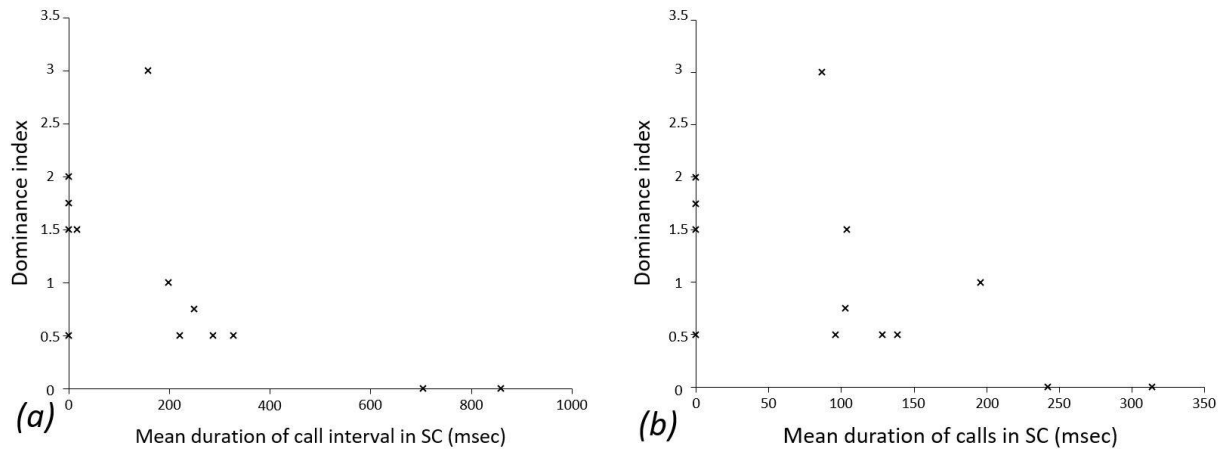 3.5
3
2.5
2
1.5
1
0.5
0
Dominance index
0 200 400 600 800 1000
(a)
Mean duration of call interval in SC (msec)
3.5
3
2.5
2
1.5
1
0.5
0
Dominance index
0 50 100 150 200 250 300 350
(b)
Mean duration of calls in SC (msec)